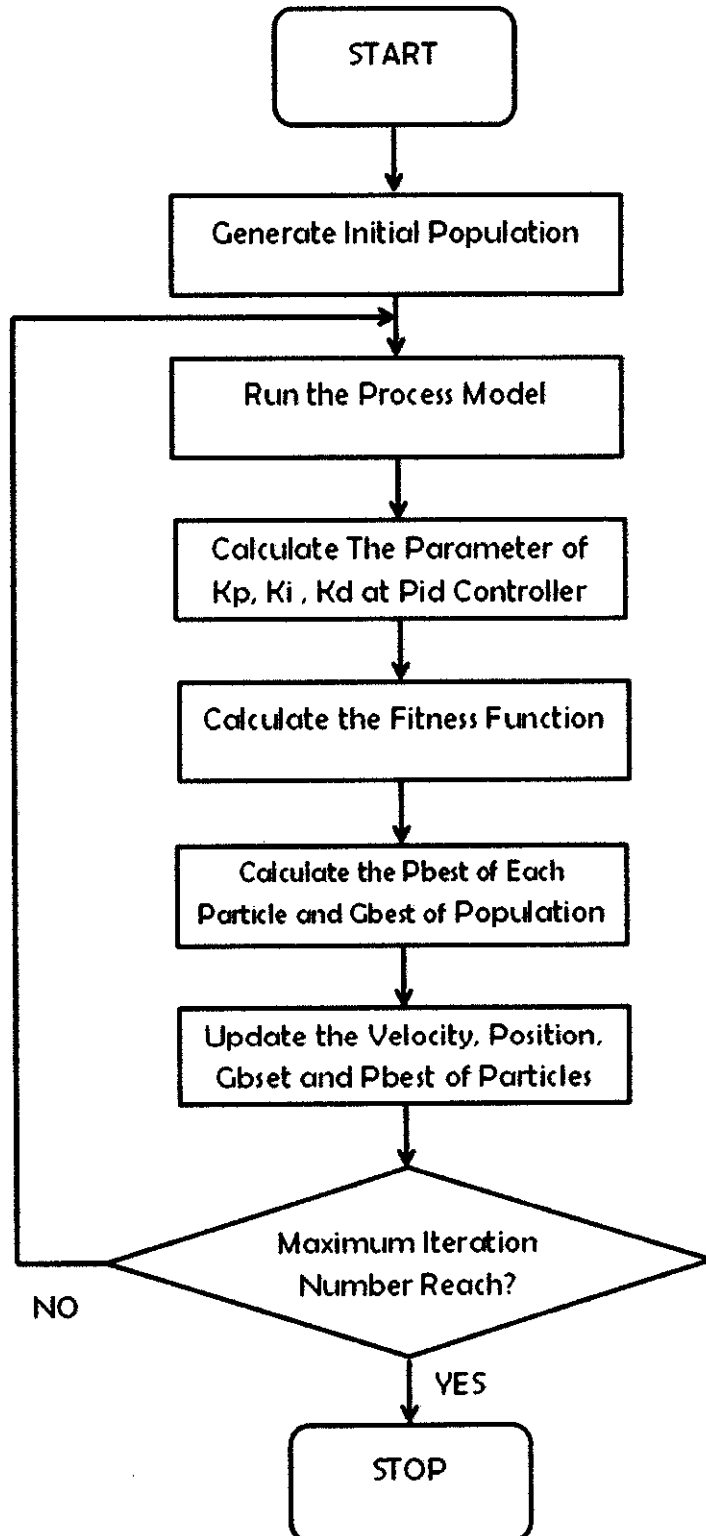 START
Generate Initial Population
Run the Process Model
Calculate The Parameter of
Kp, Ki , Kd at Pid Controller
Calculate the Fitness Function
Calculate the Pbest of Each
Particle and Gbest of Population
Update the Velocity, Position,
Gbset and Pbest of Particles
Maximum Iteration
Number Reach?
NO
YES
STOP